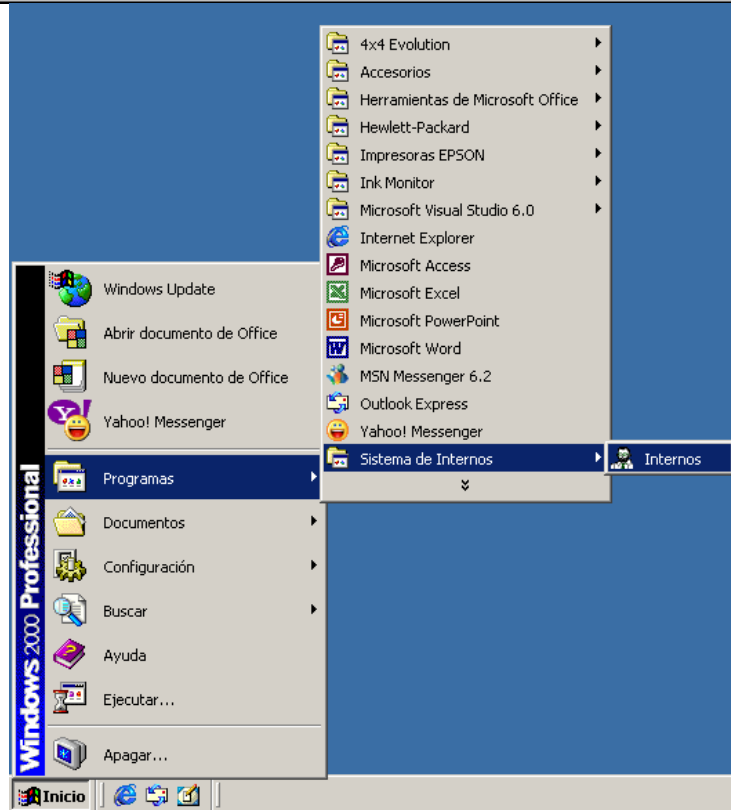 4x4 Evolution
Accesorios
Herramientas de Microsoft Office
Hewlett-Packard
Impresoras EPSON
Ink Monitor
Microsoft Visual Studio 6.0
Internet Explorer
Microsoft Access
Microsoft Excel
Microsoft PowerPoint
Microsoft Word
MSN Messenger 6.2
Outlook Express
Yahoo! Messenger
Sistema de Internos
Internos
Windows Update
Abrir documento de Office
Nuevo documento de Office
Yahoo! Messenger
Programas
Documentos
Configuración
Buscar
Ayuda
Ejecutar...
Apagar...
Windows 2000 Professional
Inicio